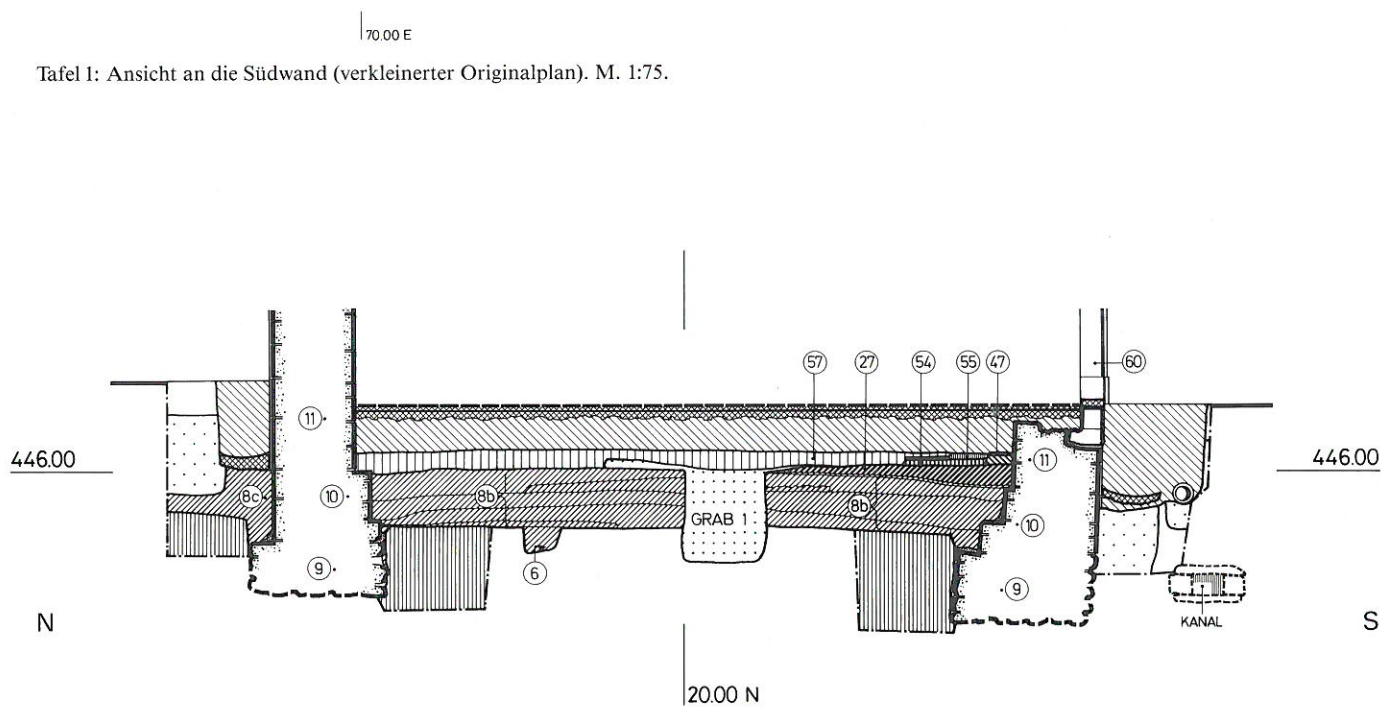 70.00 E
Tafel 1: Ansicht an die Südwand (verkleinerter Originalplan). M. 1:75.
57 27 54 55 47 60
11
446.00 11 446.00
8c 10 8b 8b 10
GRAB 1
9 6 9
KANAL
N S
20.00 N